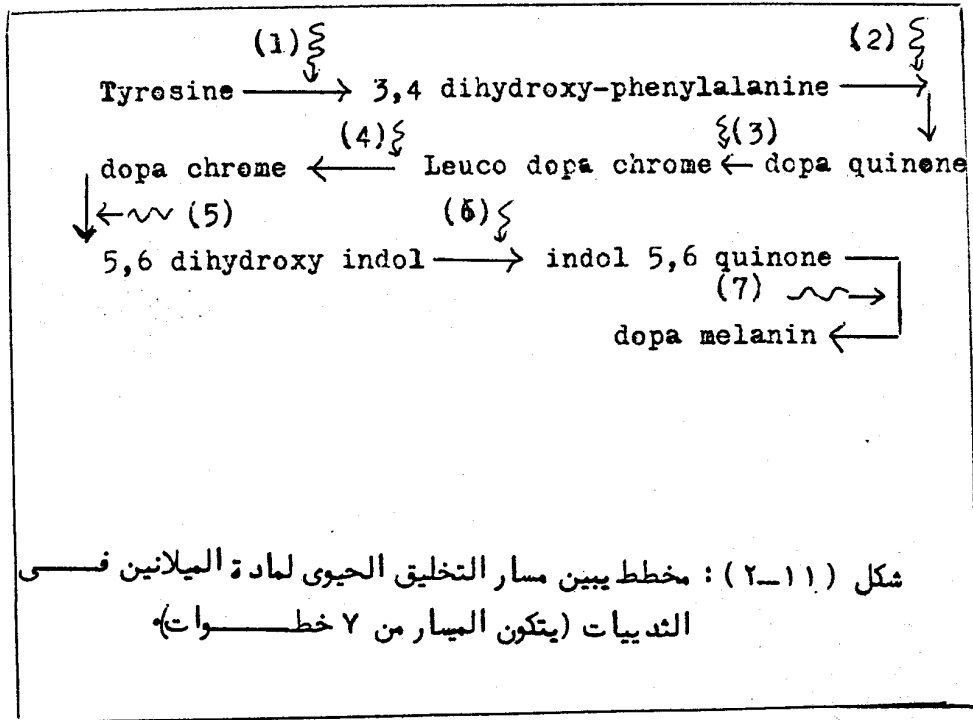 (1) (2)
Tyrosine 3,4 dihydroxy-phenylalanine
(4) (3)
dopa chrome Leuco dopa chrome dopa quinone
(5) (6)
5,6 dihydroxy indol indol 5,6 quinone
(7)
dopa melanin
شكل (١١–٢) : مخطط يبين مسار التخليق الحيوى لمادة الميلانين فى
الثدييات (يتكون المسار من ٧ خطوات).